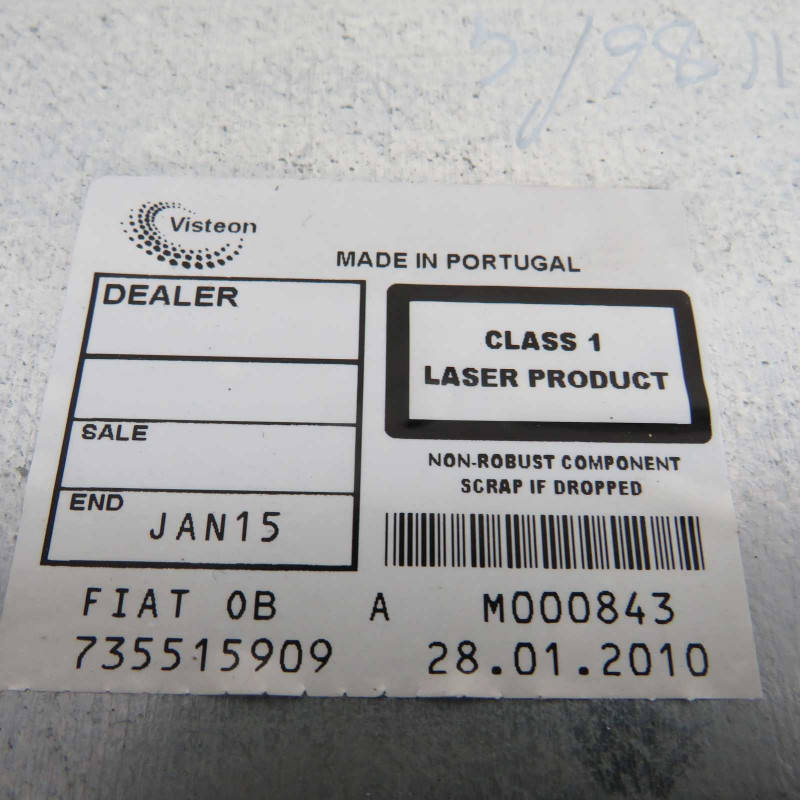 Visteon
MADE IN PORTUGAL
DEALER
CLASS 1
LASER PRODUCT
SALE
NON-ROBUST COMPONENT
SCRAP IF DROPPED
END JAN15
FIAT 0B A M000843
735515909 28.01.2010